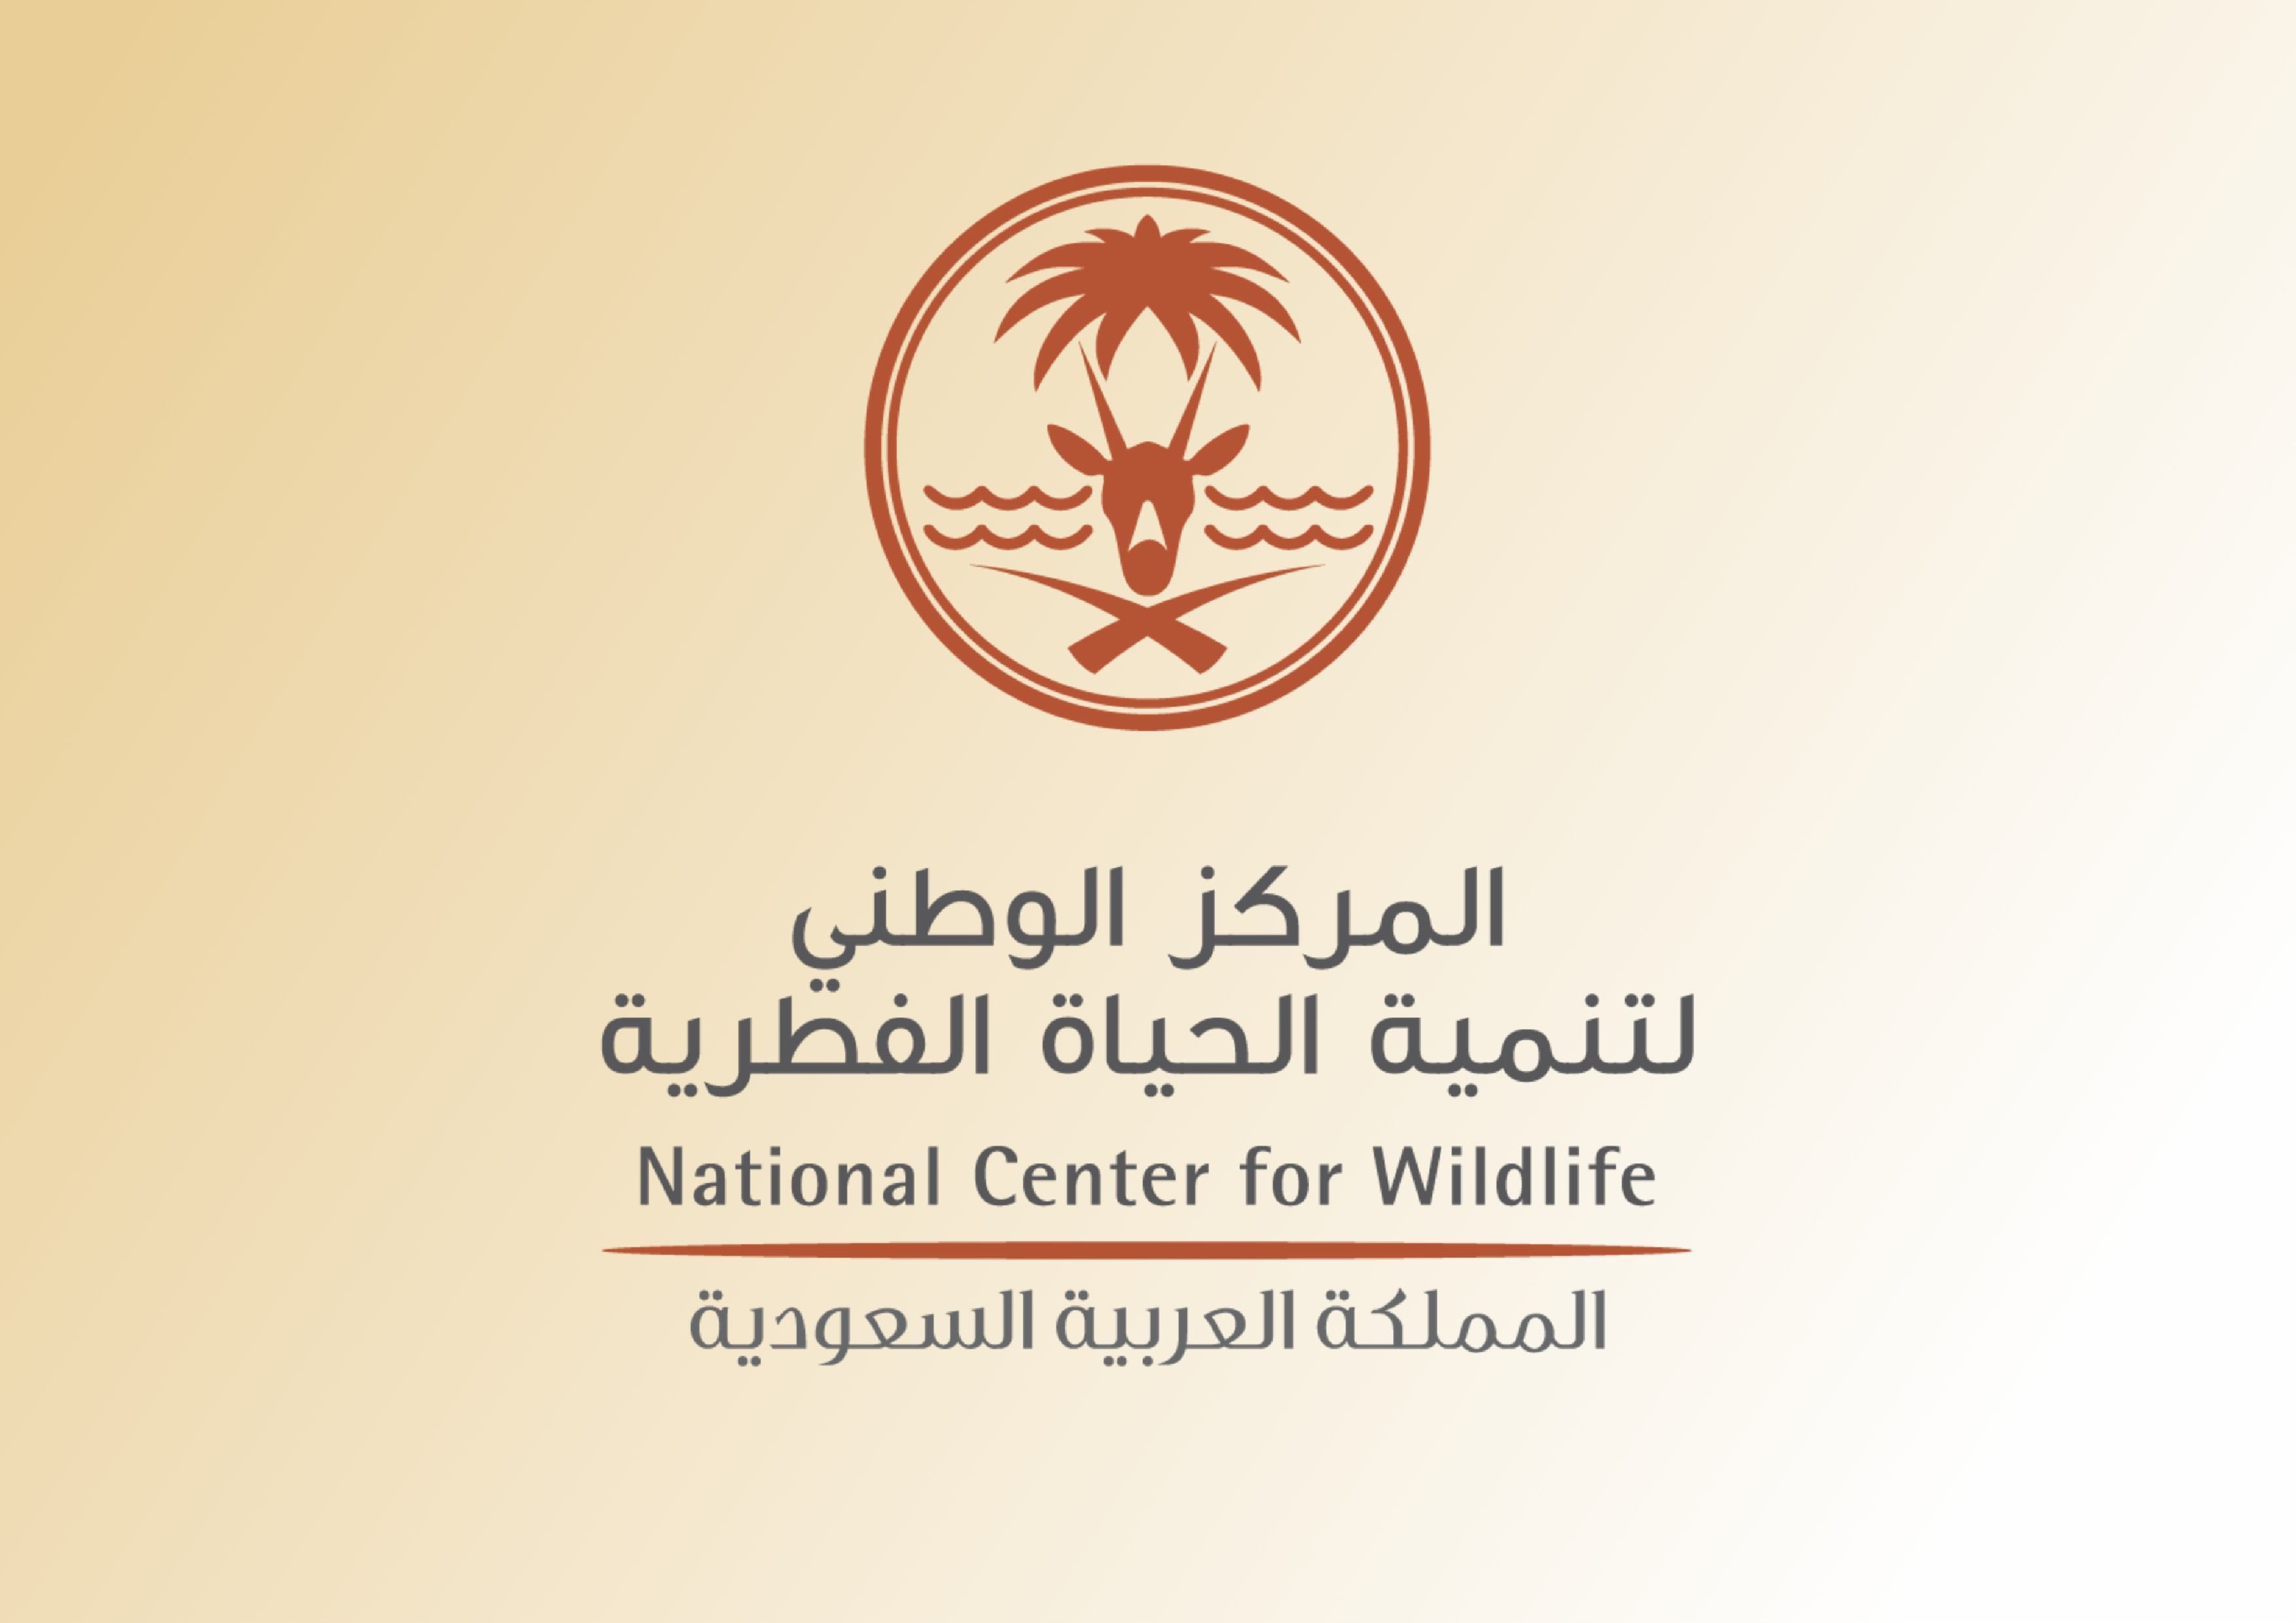 المركز الوطني
لتنمية الحياة الفطرية
National Center for Wildlife
المملكة العربية السعودية